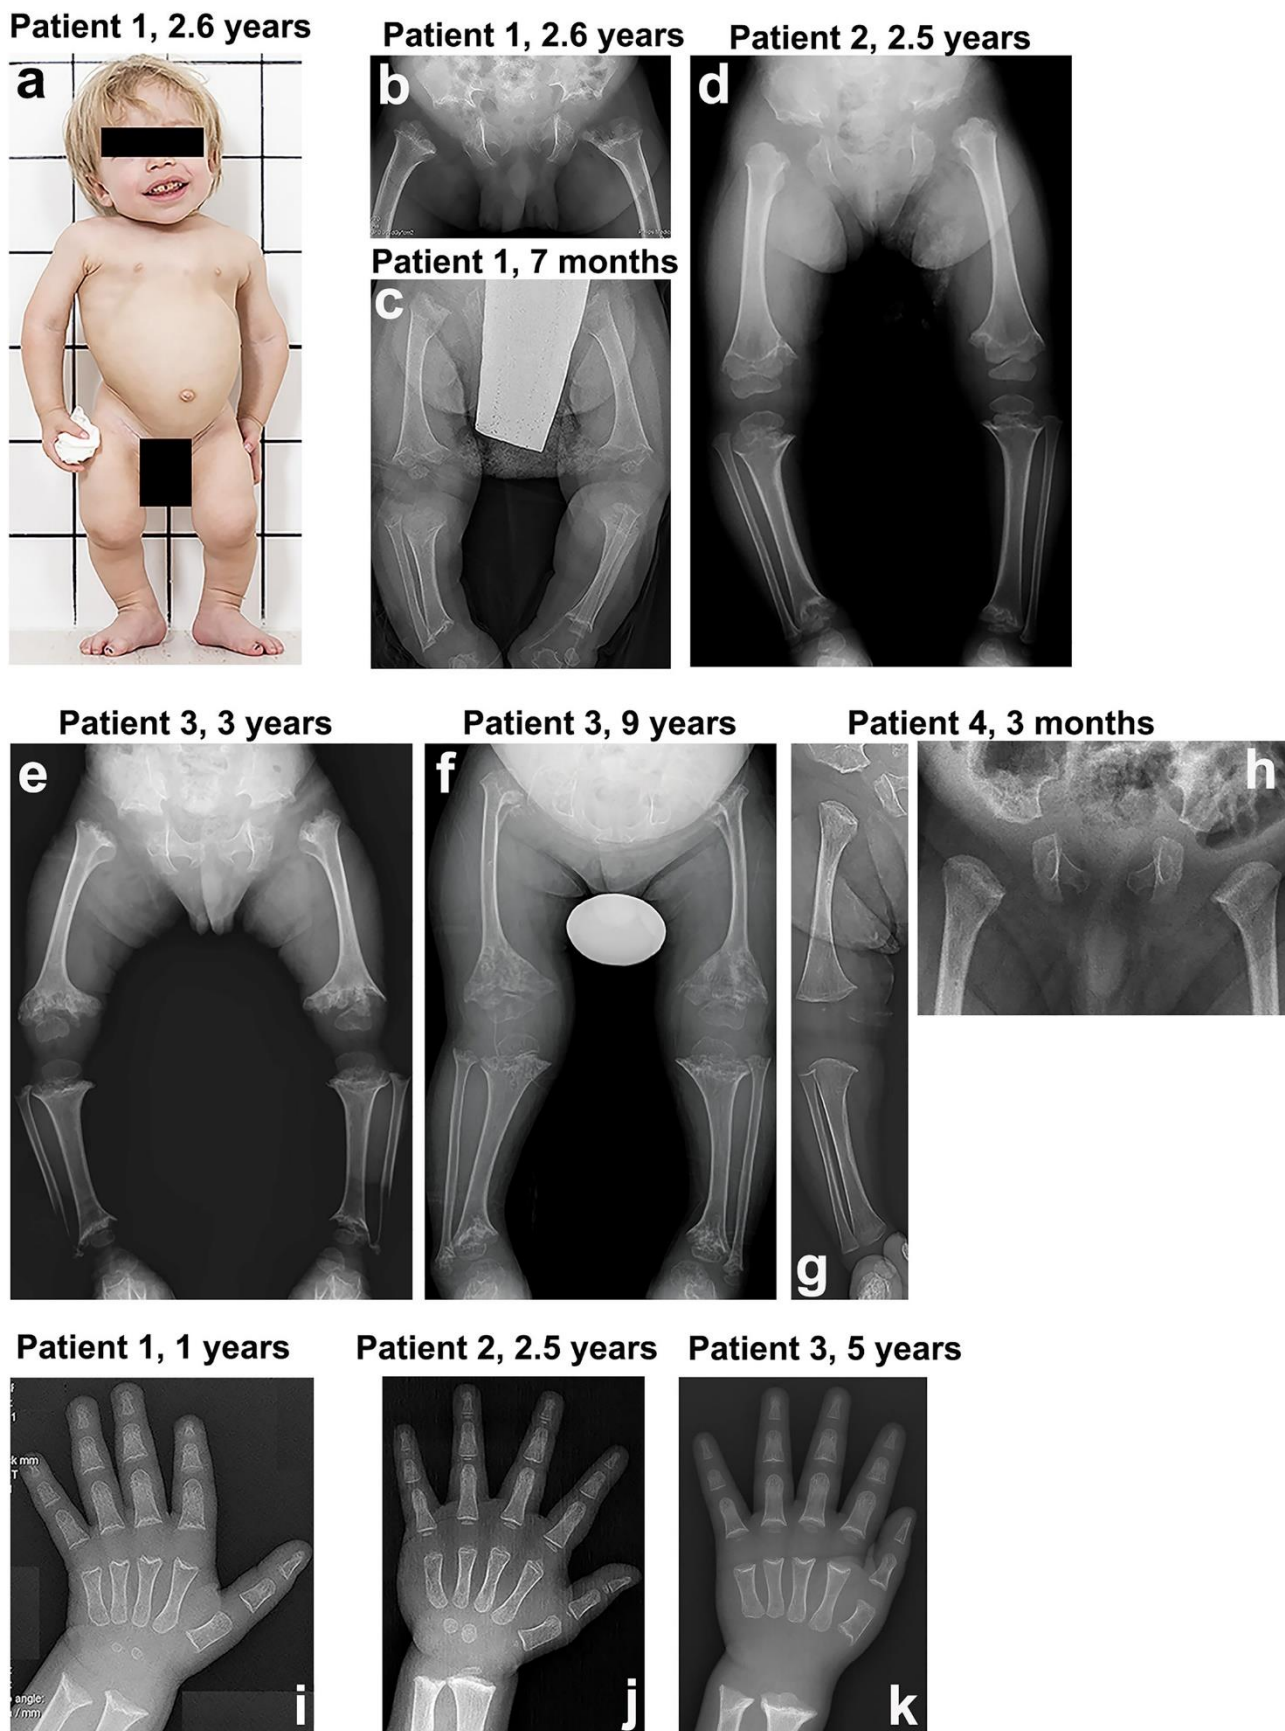 Patient 1, 2.6 years
Patient 1, 2.6 years
Patient 2, 2.5 years
a
b
d
Patient 1, 7 months
c
Patient 3, 3 years
Patient 3, 9 years
Patient 4, 3 months
e
f
h
g
Patient 1, 1 years
Patient 2, 2.5 years
Patient 3, 5 years
k mm
angle:
/ mm
i
j
k